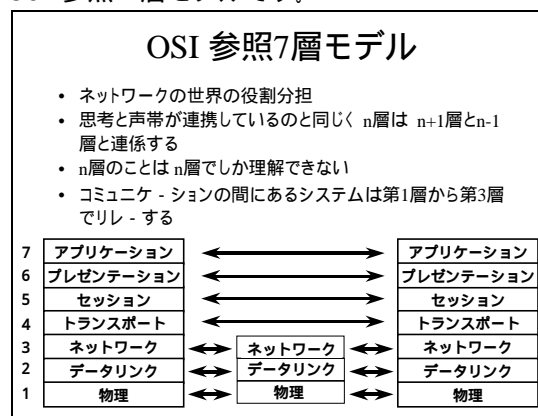 OSI 参照7層モデル
• ネットワークの世界の役割分担
• 思考と声帯が連携しているのと同じく n層は n+1層とn-1
層と連係する
• n層のことは n層でしか理解できない
• コミュニケ - ションの間にあるシステムは第1層から第3層
でリレ - する
7 アプリケーション アプリケーション
6 プレゼンテーション プレゼンテーション
5 セッション セッション
4 トランスポート トランスポート
3 ネットワーク ネットワーク ネットワーク
2 データリンク データリンク データリンク
1 物理 物理 物理